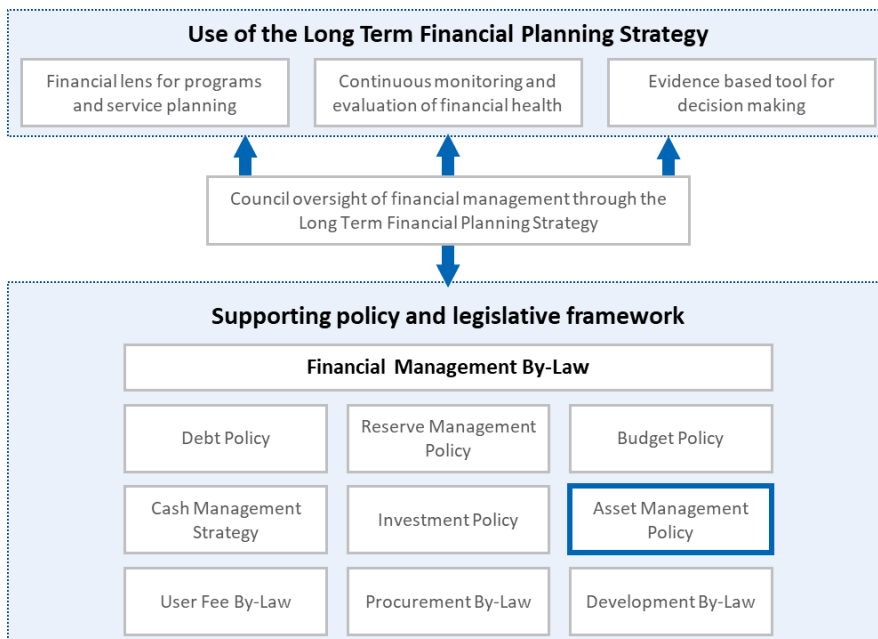 Use of the Long Term Financial Planning Strategy
Financial lens for programs
and service planning
Continuous monitoring and
evaluation of financial health
Evidence based tool for
decision making
Council oversight of financial management through the
Long Term Financial Planning Strategy
Supporting policy and legislative framework
Financial Management By-Law
Debt Policy
Reserve Management
Policy
Budget Policy
Cash Management
Strategy
Investment Policy
Asset Management
Policy
User Fee By-Law
Procurement By-Law
Development By-Law